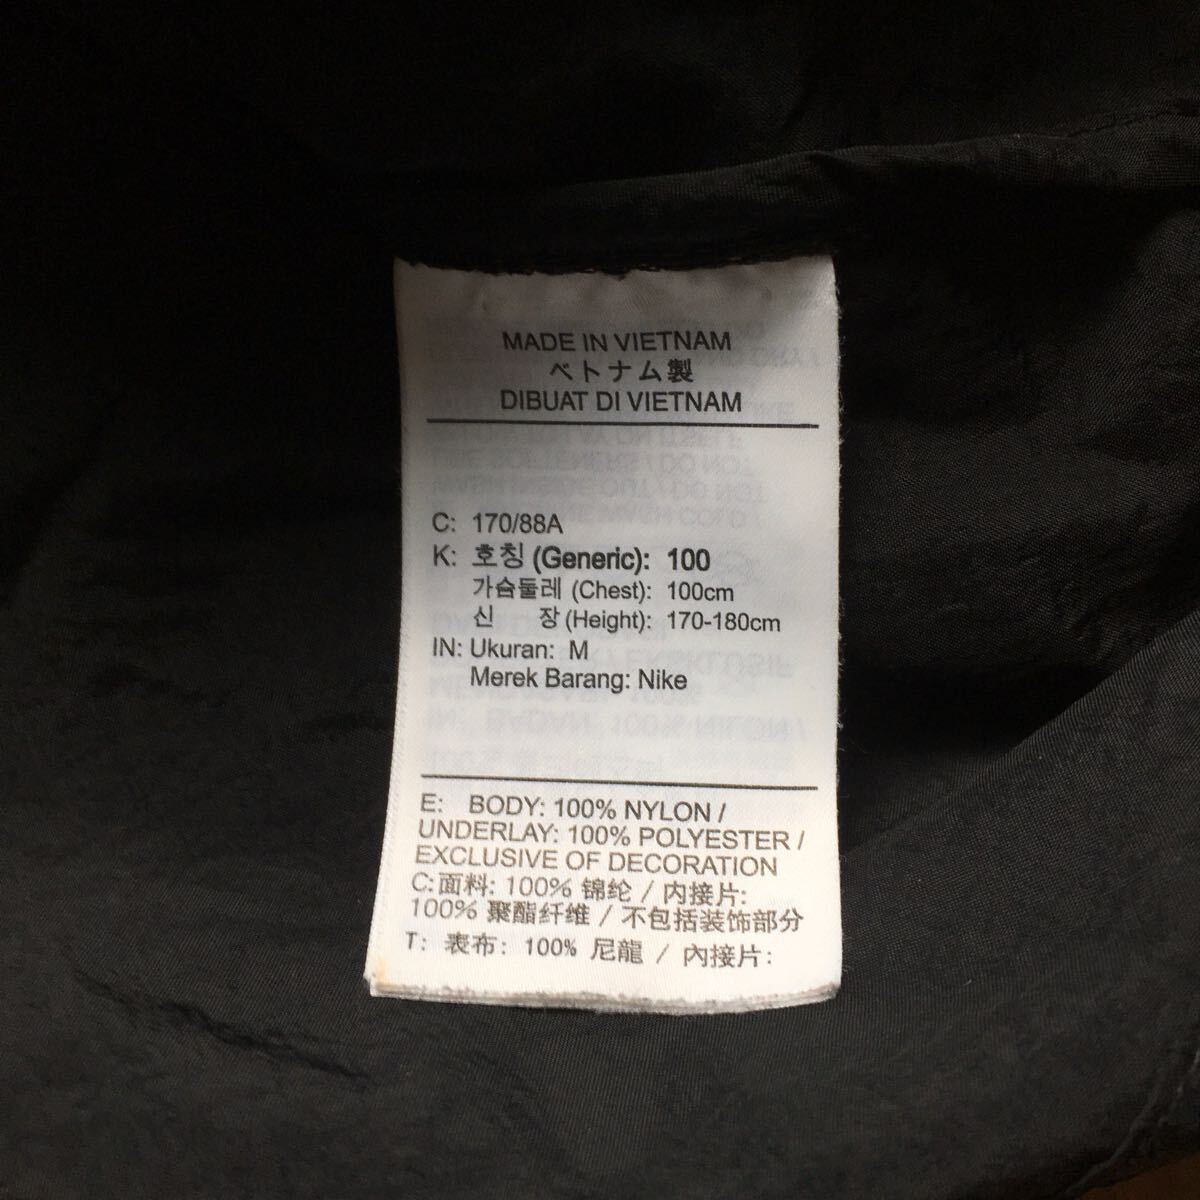 MADE IN VIETNAM
ベトナム製
DIBUAT DI VIETNAM
C: 170/88A
K: 호칭 (Generic): 100
가슴둘레 (Chest): 100cm
신 장 (Height): 170-180cm
IN: Ukuran: M
Merek Barang: Nike
E: BODY: 100% NYLON /
UNDERLAY: 100% POLYESTER /
EXCLUSIVE OF DECORATION
C:面料: 100% 锦纶 / 内接片:
100% 聚酯纤维 / 不包括装饰部分
T: 表布: 100% 尼龍 / 內接片: